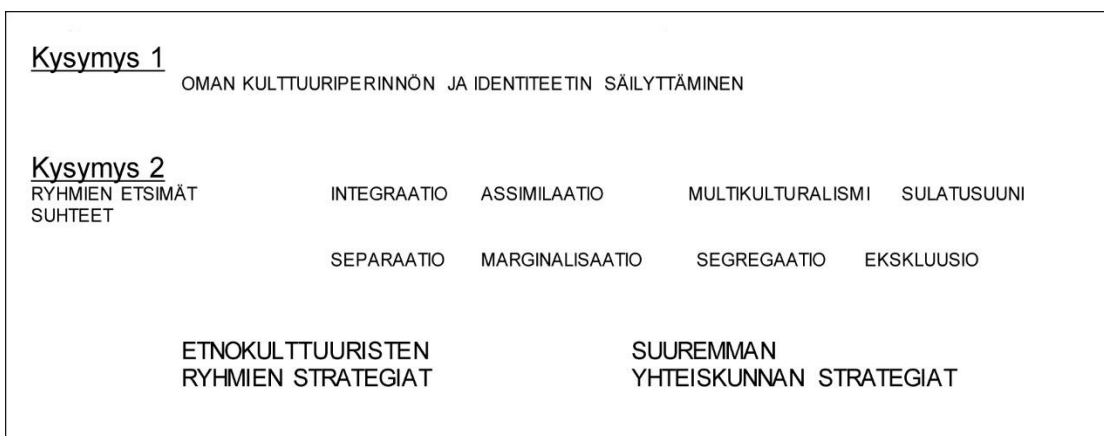 Kysymys 1
OMAN KULTTUURIPERINNÖN JA IDENTITEETIN SÄILYTTÄMINEN
Kysymys 2
RYHMIEN ETSIMÄT
SUHTEET
INTEGRAATIO ASSIMILAATIO MULTIKULTURALISMI SULATUSUUNI
SEPARAATIO MARGINALISAATIO SEGREGAATIO EKSKLUUSIO
ETNOKULTTUURISTEN
RYHMIEN STRATEGIAT
SUUREMMAN
YHTEISKUNNAN STRATEGIAT